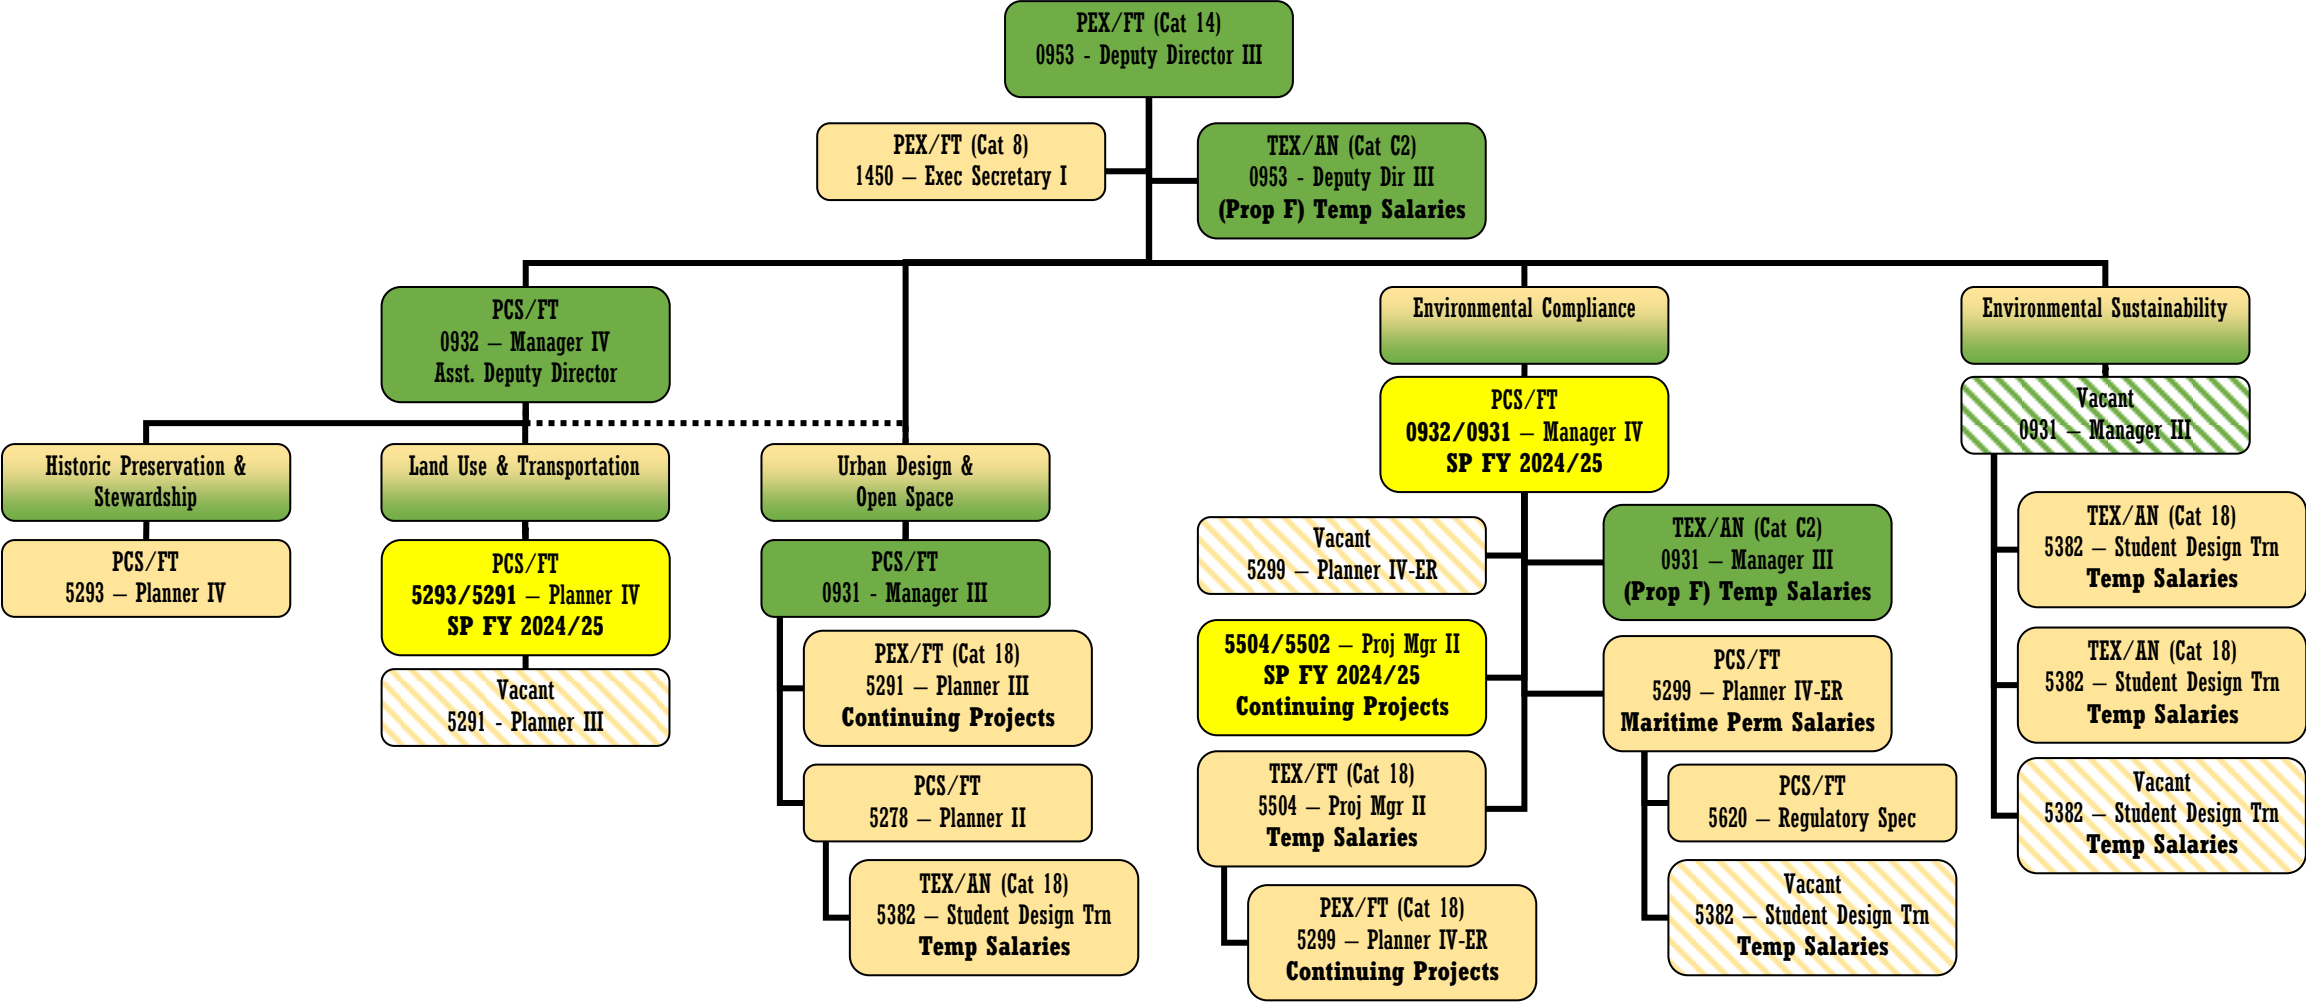 PEX/FT (Cat 14)
0953 - Deputy Director III
PEX/FT (Cat 8)
1450 – Exec Secretary I
TEX/AN (Cat C2)
0953 - Deputy Dir III
(Prop F) Temp Salaries
PCS/FT
0932 – Manager IV
Asst. Deputy Director
Historic Preservation &
Stewardship
PCS/FT
5293 – Planner IV
Land Use & Transportation
PCS/FT
5293/5291 – Planner IV
SP FY 2024/25
Vacant
5291 - Planner III
Urban Design &
Open Space
PCS/FT
0931 - Manager III
PEX/FT (Cat 18)
5291 – Planner III
Continuing Projects
PCS/FT
5278 – Planner II
TEX/AN (Cat 18)
5382 – Student Design Trn
Temp Salaries
Environmental Compliance
PCS/FT
0932/0931 – Manager IV
SP FY 2024/25
Vacant
5299 – Planner IV-ER
5504/5502 – Proj Mgr II
SP FY 2024/25
Continuing Projects
TEX/FT (Cat 18)
5504 – Proj Mgr II
Temp Salaries
PEX/FT (Cat 18)
5299 – Planner IV-ER
Continuing Projects
TEX/AN (Cat C2)
0931 – Manager III
(Prop F) Temp Salaries
PCS/FT
5299 – Planner IV-ER
Maritime Perm Salaries
PCS/FT
5620 – Regulatory Spec
Vacant
5382 – Student Design Trn
Temp Salaries
Environmental Sustainability
Vacant
0931 – Manager III
TEX/AN (Cat 18)
5382 – Student Design Trn
Temp Salaries
TEX/AN (Cat 18)
5382 – Student Design Trn
Temp Salaries
Vacant
5382 – Student Design Trn
Temp Salaries